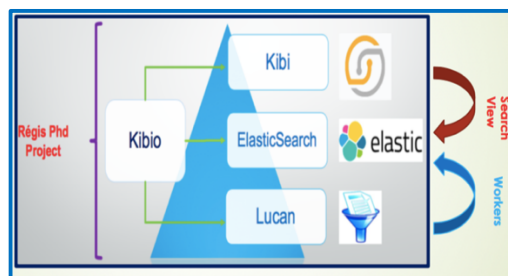 Kibi
Régis Phd
Project
Kibio
ElasticSearch
elastic
Lucan
Search
View
Workers